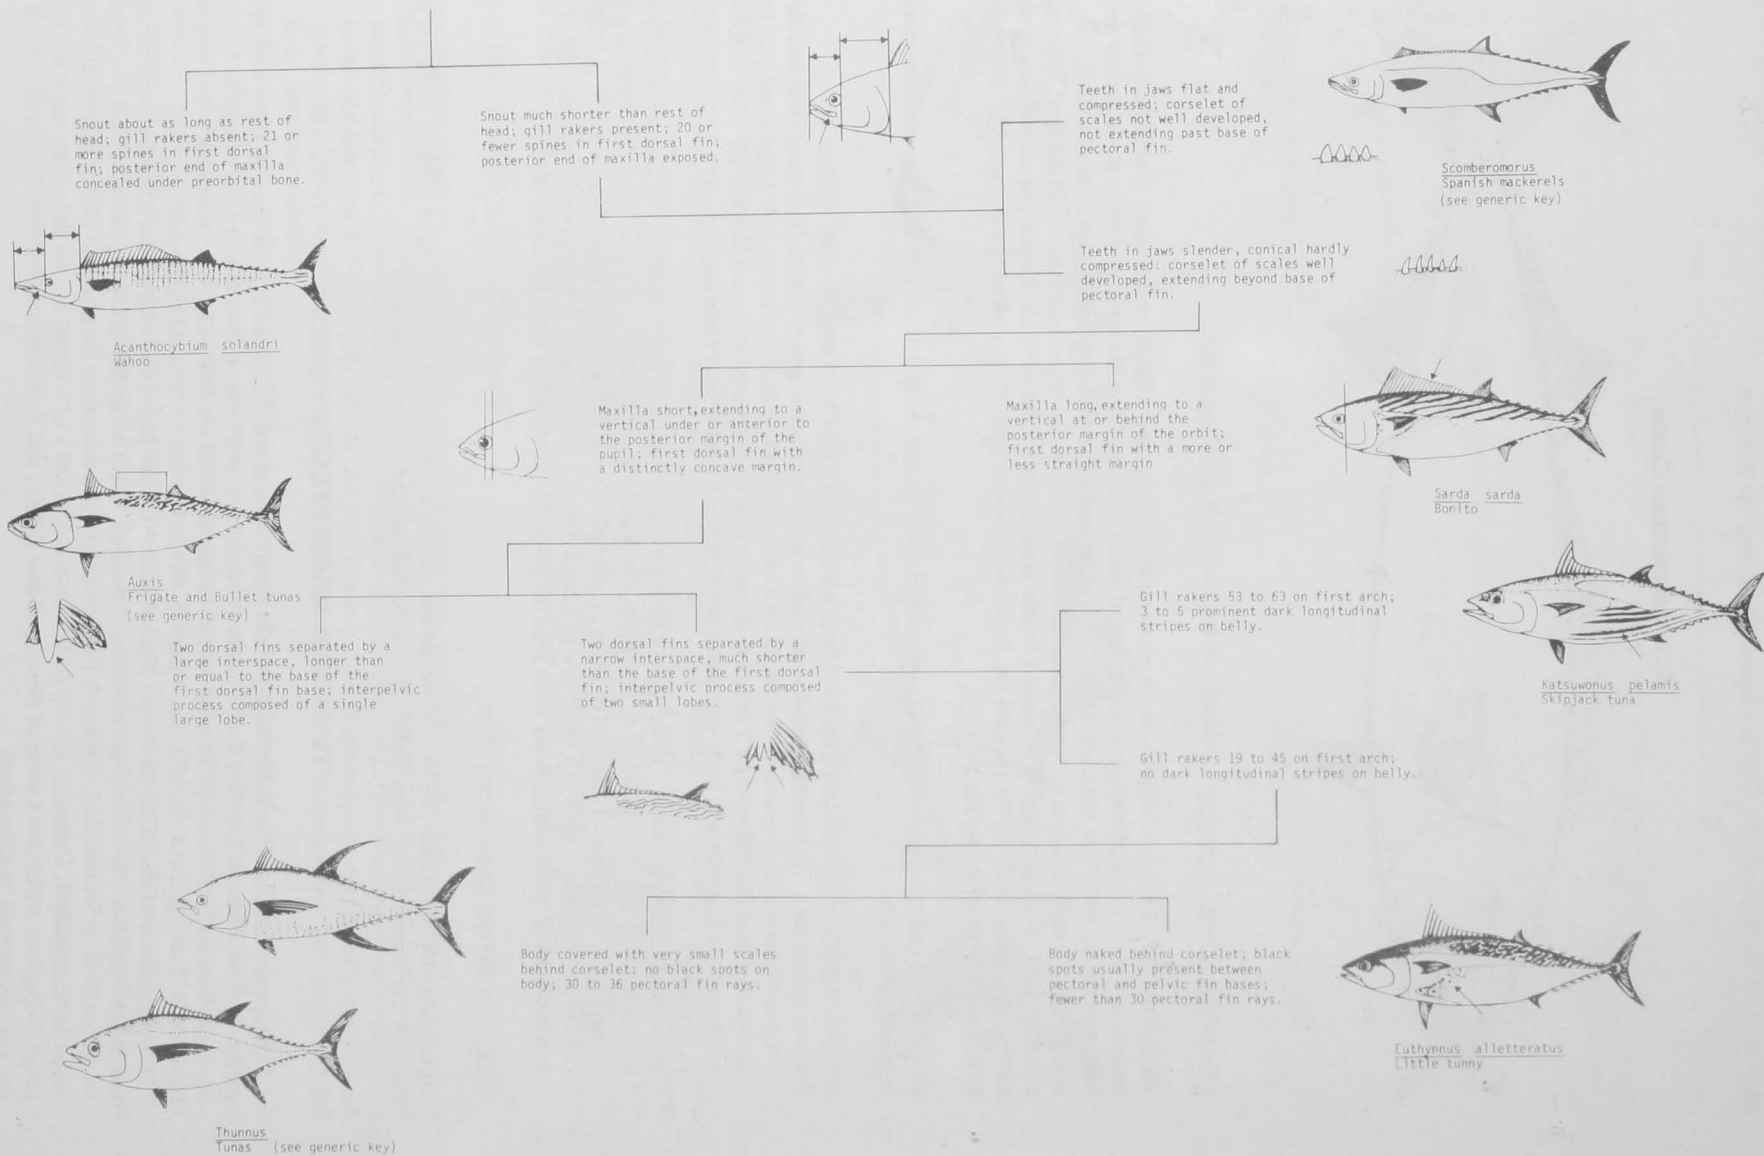 Snout about as long as rest of
head; gill rakers absent; 21 or
more spines in first dorsal
fin; posterior end of maxilla
concealed under preorbital bone.
Snout much shorter than rest of
head; gill rakers present; 20 or
fewer spines in first dorsal fin;
posterior end of maxilla exposed.
Teeth in jaws flat and
compressed; corselet of
scales not well developed,
not extending past base of
pectoral fin.
Scomberomorus
Spanish mackerels
(see generic key)
Teeth in jaws slender, conical hardly
compressed: corselet of scales well
developed, extending beyond base of
pectoral fin.
Acanthocybium solandri
Wahoo
Maxilla short,extending to a
vertical under or anterior to
the posterior margin of the
pupil; first dorsal fin with
a distinctly concave margin.
Maxilla long,extending to a
vertical at or behind the
posterior margin of the orbit;
first dorsal fin with a more or
less straight margin
Sarda sarda
Bonito
Auxis
Frigate and Bullet tunas
(see generic key)
Two dorsal fins separated by a
large interspace, longer than
or equal to the base of the
first dorsal fin base; interpelvic
process composed of a single
large lobe.
Two dorsal fins separated by a
narrow interspace, much shorter
than the base of the first dorsal
fin; interpelvic process composed
of two small lobes.
Gill rakers 53 to 63 on first arch;
3 to 5 prominent dark longitudinal
stripes on belly.
Katsuwonus pelamis
Skipjack tuna
Gill rakers 19 to 45 on first arch;
no dark longitudinal stripes on belly.
Body covered with very small scales
behind corselet; no black spots on
body; 30 to 36 pectoral fin rays.
Body naked behind corselet; black
spots usually present between
pectoral and pelvic fin bases;
fewer than 30 pectoral fin rays.
Euthynnus alletteratus
Little tunny
Thunnus
Tunas (see generic key)